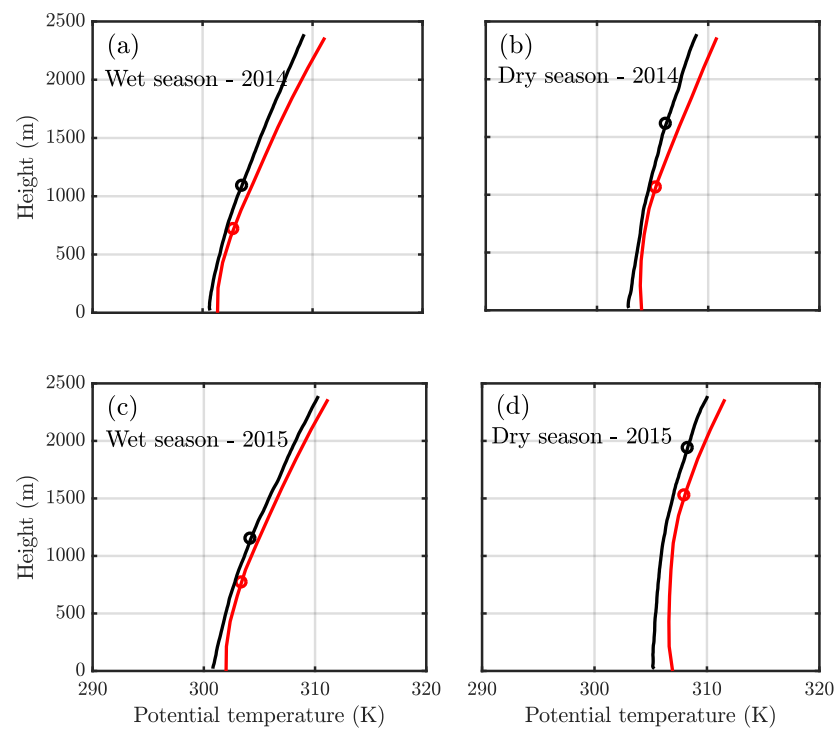 (a)
Wet season - 2014
2500
2000
1500
1000
500
0
Height (m)
(b)
Dry season - 2014
(c)
Wet season - 2015
2500
2000
1500
1000
500
0
Height (m)
290 300 310 320
Potential temperature (K)
(d)
Dry season - 2015
290 300 310 320
Potential temperature (K)